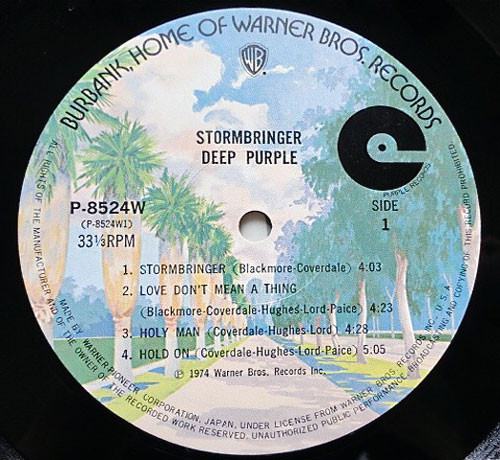 BURBANK, HOME OF WARNER BROS. RECORDS
WB
STORMBRINGER
DEEP PURPLE
PURPLE RECORDS
P-8524W
(P-8524W1)
33⅓RPM
SIDE
1
1. STORMBRINGER (Blackmore-Coverdale) 4:03
2. LOVE DON'T MEAN A THING
(Blackmore-Coverdale-Hughes-Lord-Paice) 4:23
3. HOLY MAN (Coverdale-Hughes-Lord) 4:28
4. HOLD ON (Coverdale-Hughes-Lord-Paice) 5:05
℗ 1974 Warner Bros. Records Inc.
MADE BY WARNER-PIONEER CORPORATION, JAPAN, UNDER LICENSE FROM WARNER BROS. RECORDS INC., U.S.A.
ALL RIGHTS OF THE MANUFACTURER AND OF THE OWNER OF THE RECORDED WORK RESERVED. UNAUTHORIZED PUBLIC PERFORMANCE, BROADCASTING AND COPYING OF THIS RECORD PROHIBITED.